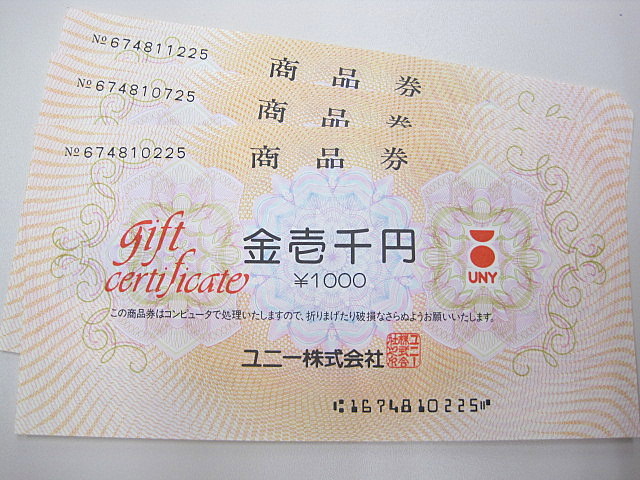 №674811225
商品券
№674810725
商品券
№674810225
商品券
gift
certificate
金壱千円
¥1000
UNY
この商品券はコンピュータで処理いたしますので、折りまげたり破損なさらぬようお願いいたします。
ユニー株式会社
1674810225